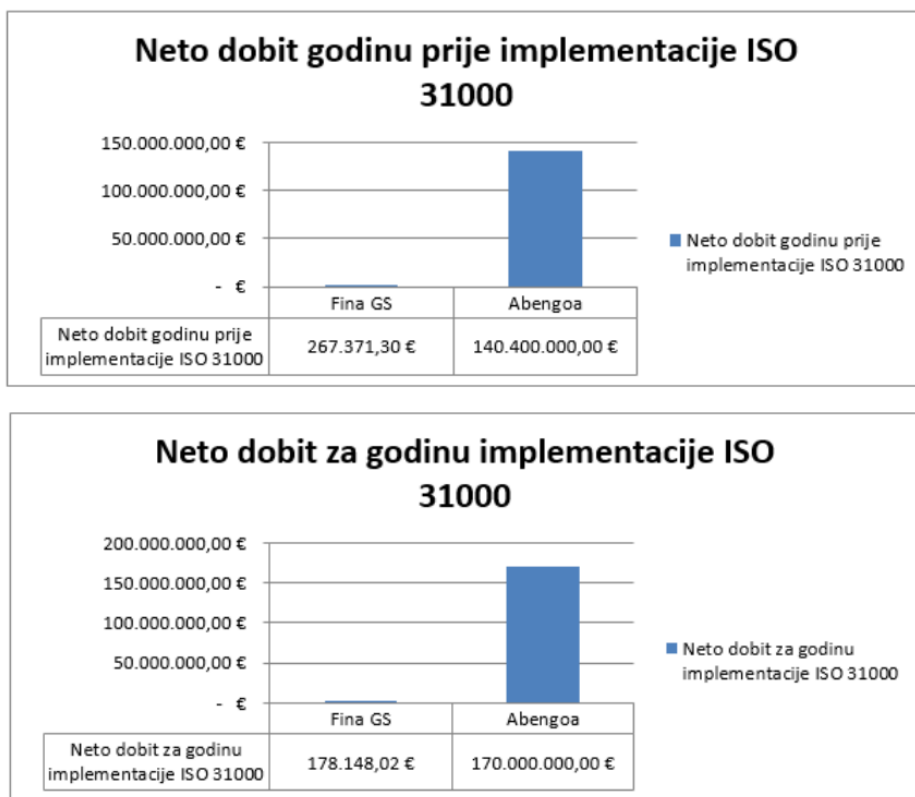 Neto dobit godinu prije implementacije ISO
31000
150.000.000,00 €
100.000.000,00 €
50.000.000,00 €
- €
Fina GS Abengoa
Neto dobit godinu prije
implementacije ISO 31000
267.371,30 € 140.400.000,00 €
Neto dobit godinu prije
implementacije ISO 31000
Neto dobit za godinu implementacije ISO
31000
200.000.000,00 €
150.000.000,00 €
100.000.000,00 €
50.000.000,00 €
- €
Fina GS Abengoa
Neto dobit za godinu
implementacije ISO 31000
178.148,02 € 170.000.000,00 €
Neto dobit za godinu
implementacije ISO 31000